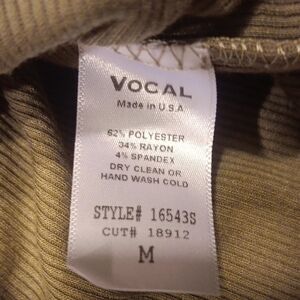 VOCAL
Made in U.S.A
62% POLYESTER
34% RAYON
4% SPANDEX
DRY CLEAN OR
HAND WASH COLD
STYLE# 16543S
CUT# 18912
M